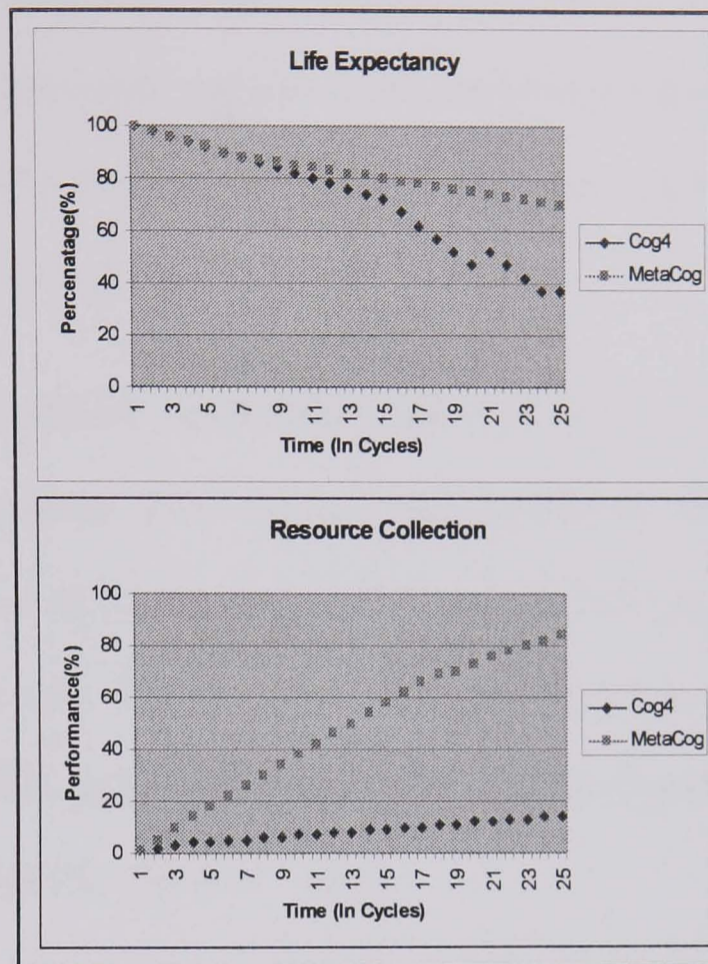 Life Expectancy
100
80
60
40
20
0
Percenatage(%)
1 3 5 7 9 11 13 15 17 19 21 23 25
Time (In Cycles)
Cog4
MetaCog
Resource Collection
100
80
60
40
20
0
Performance(%)
1 3 5 7 9 11 13 15 17 19 21 23 25
Time (In Cycles)
Cog4
MetaCog